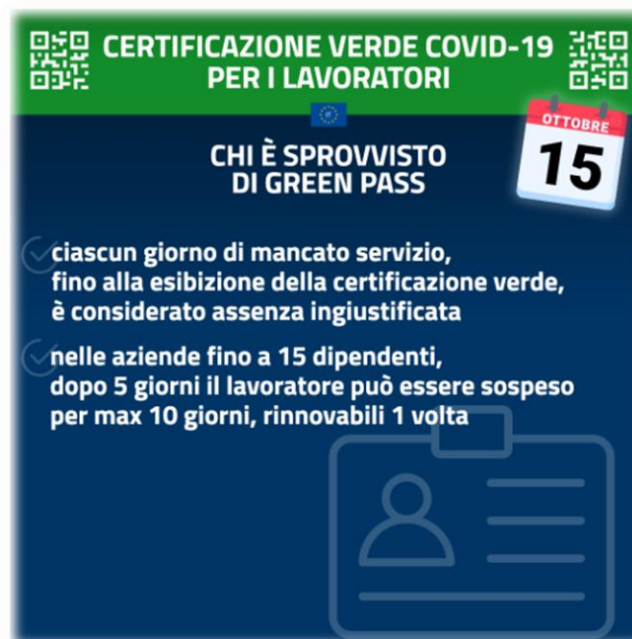 CERTIFICAZIONE VERDE COVID-19
PER I LAVORATORI
OTTOBRE
15
CHI È SPROVVISTO
DI GREEN PASS
ciascun giorno di mancato servizio,
fino alla esibizione della certificazione verde,
è considerato assenza ingiustificata
nelle aziende fino a 15 dipendenti,
dopo 5 giorni il lavoratore può essere sospeso
per max 10 giorni, rinnovabili 1 volta